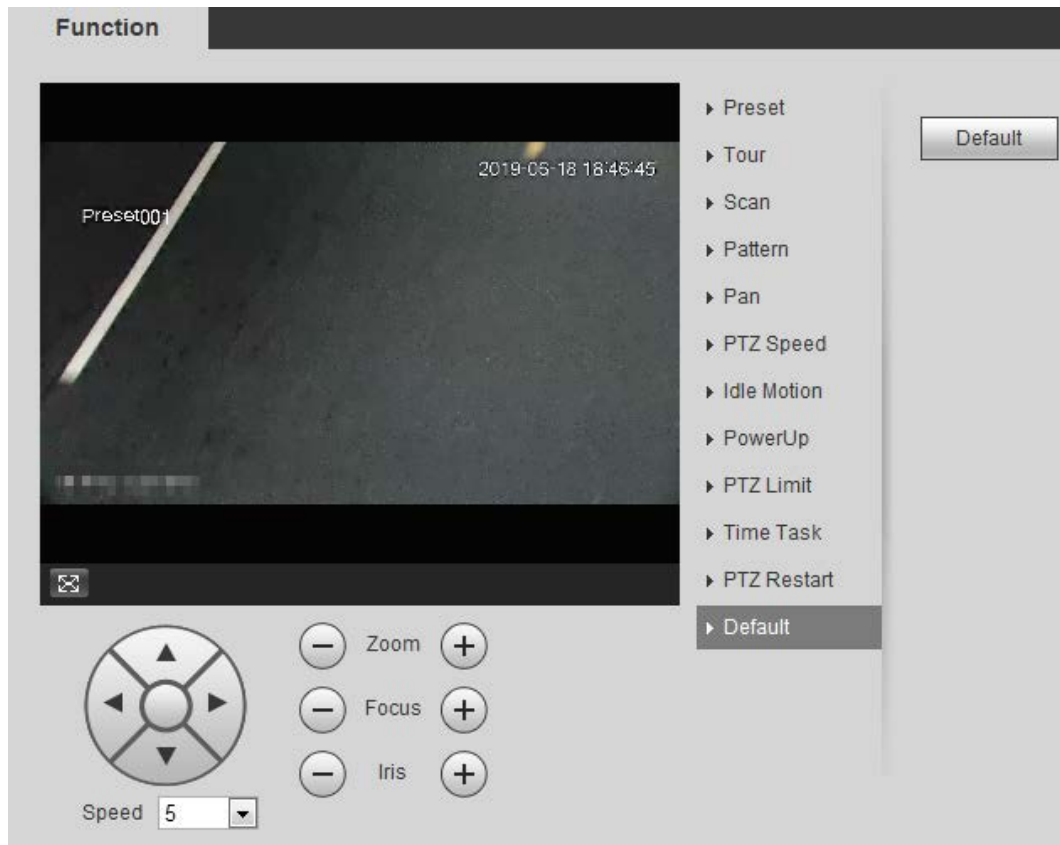 Function
2019-06-18 18:46:45
Preset001
Preset
Tour
Scan
Pattern
Pan
PTZ Speed
Idle Motion
PowerUp
PTZ Limit
Time Task
PTZ Restart
Default
Default
Zoom
Focus
Iris
Speed 5